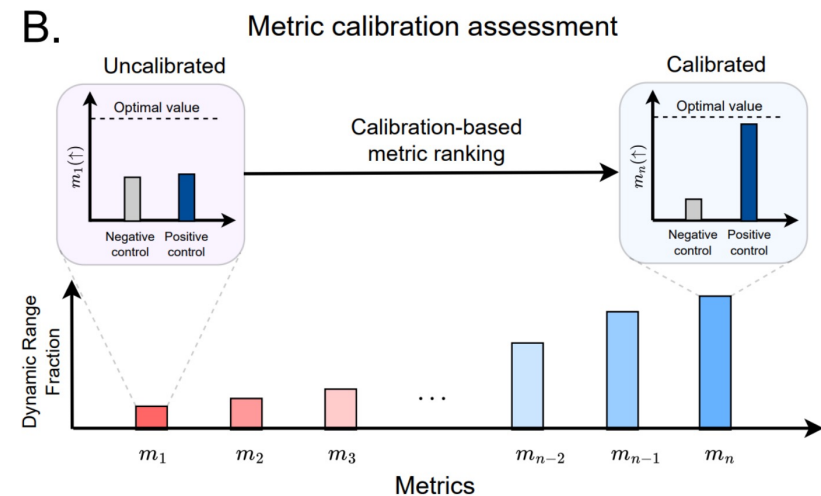 B.
Metric calibration assessment
Uncalibrated
Calibrated
Optimal value
m₁(↑)
Negative
control
Positive
control
Calibration-based
metric ranking
Optimal value
mₙ(↑)
Negative
control
Positive
control
Dynamic Range
Fraction
...
m₁
m₂
m₃
mₙ₋₂
mₙ₋₁
mₙ
Metrics